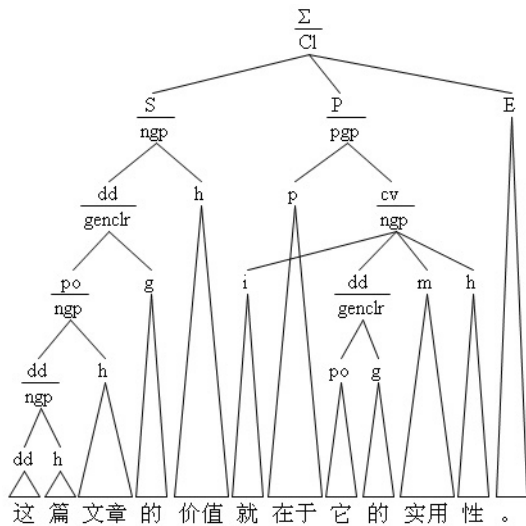 Σ
Cl
S P E
ngp pgp
dd h p cv
genclr ngp
po g i dd m h
ngp genclr
dd h po g
ngp
dd h
这 篇 文章 的 价值 就 在于 它 的 实用 性 。